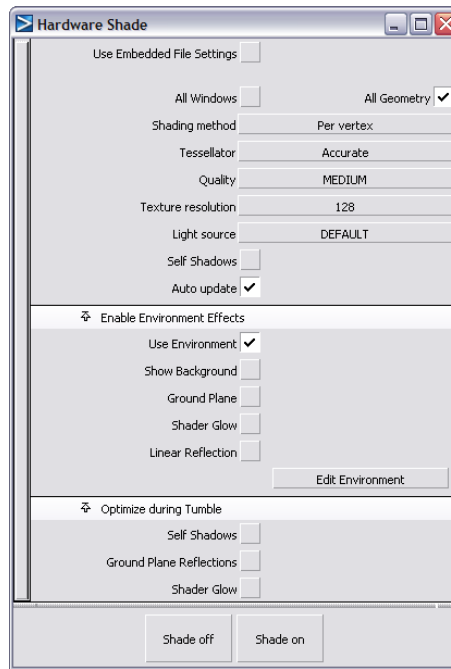 Hardware Shade
Use Embedded File Settings
All Windows All Geometry
Shading method Per vertex
Tessellator Accurate
Quality MEDIUM
Texture resolution 128
Light source DEFAULT
Self Shadows
Auto update
Enable Environment Effects
Use Environment
Show Background
Ground Plane
Shader Glow
Linear Reflection
Edit Environment
Optimize during Tumble
Self Shadows
Ground Plane Reflections
Shader Glow
Shade off Shade on